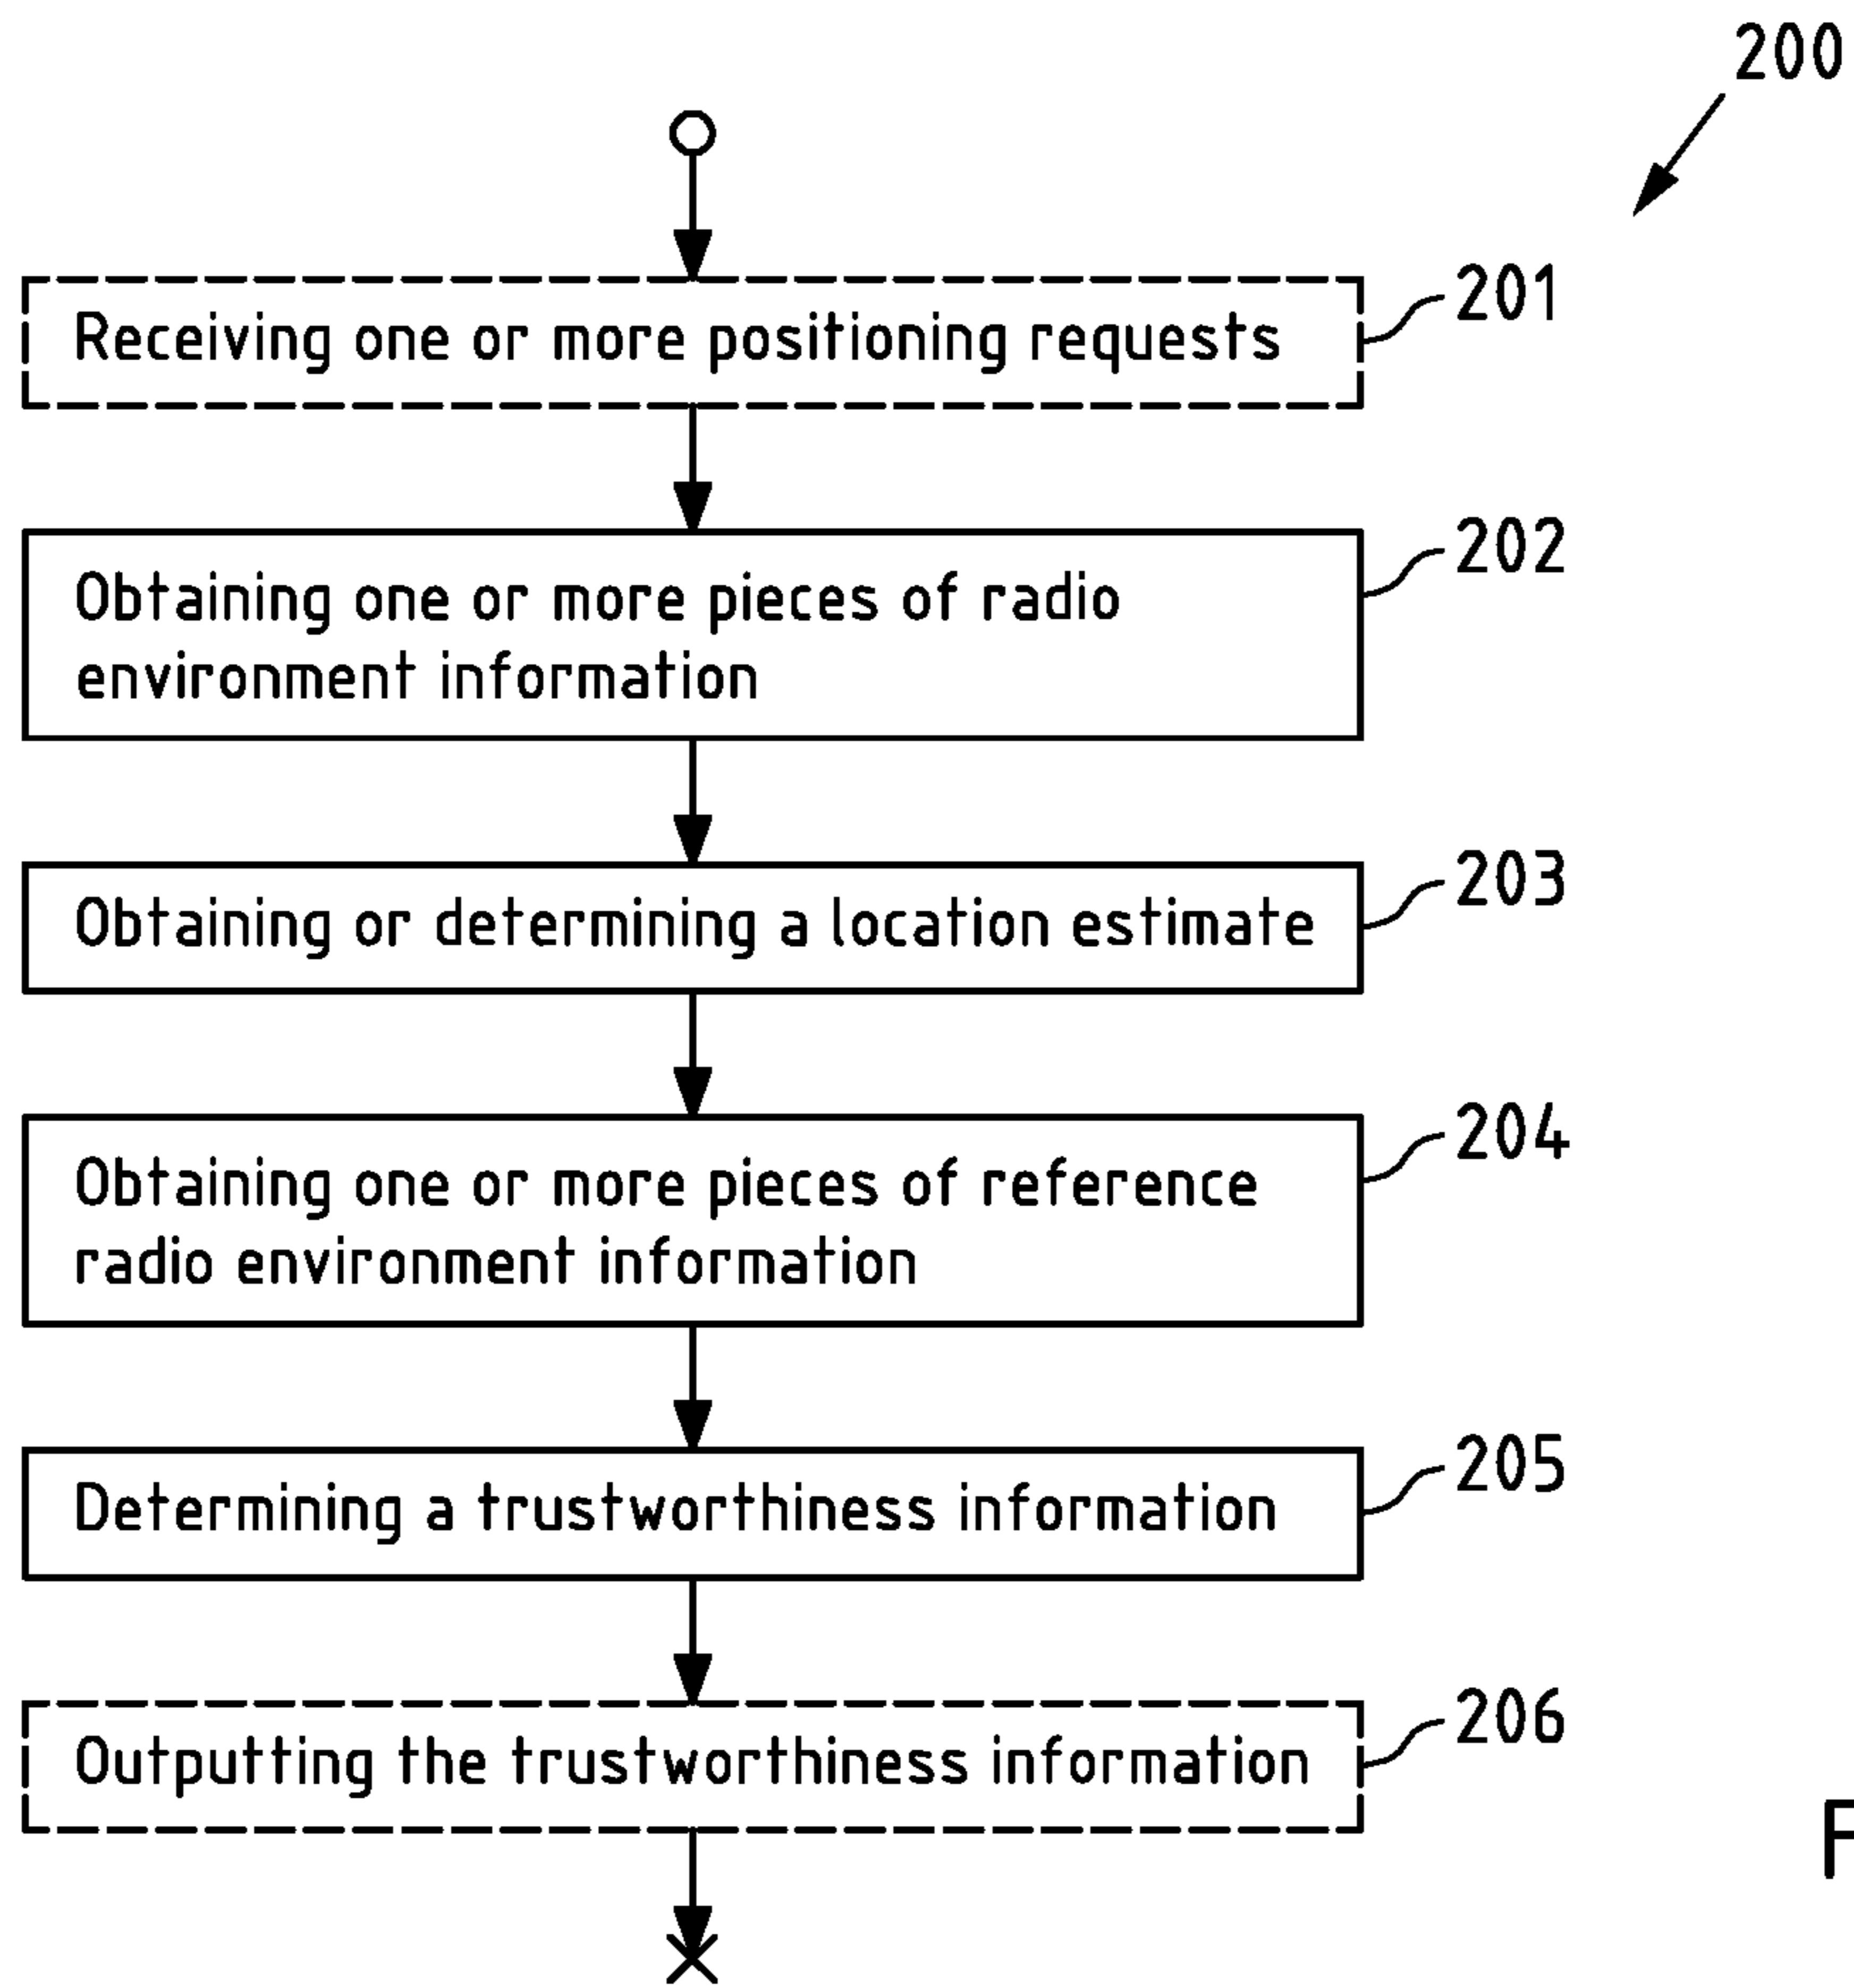 200
Receiving one or more positioning requests
201
Obtaining one or more pieces of radio
environment information
202
Obtaining or determining a location estimate
203
Obtaining one or more pieces of reference
radio environment information
204
Determining a trustworthiness information
205
Outputting the trustworthiness information
206